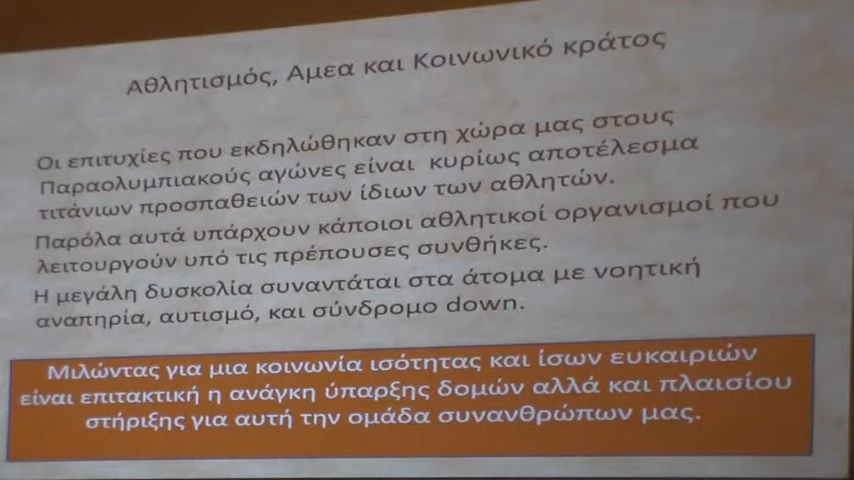 Αθλητισμός, Αμεα και Κοινωνικό κράτος
Οι επιτυχίες που εκδηλώθηκαν στη χώρα μας στους
Παραολυμπιακούς αγώνες είναι κυρίως αποτέλεσμα
τιτάνιων προσπαθειών των ίδιων των αθλητών.
Παρόλα αυτά υπάρχουν κάποιοι αθλητικοί οργανισμοί που
λειτουργούν υπό τις πρέπουσες συνθήκες.
Η μεγάλη δυσκολία συναντάται στα άτομα με νοητική
αναπηρία, αυτισμό, και σύνδρομο down.
Μιλώντας για μια κοινωνία ισότητας και ίσων ευκαιριών
είναι επιτακτική η ανάγκη ύπαρξης δομών αλλά και πλαισίου
στήριξης για αυτή την ομάδα συνανθρώπων μας.